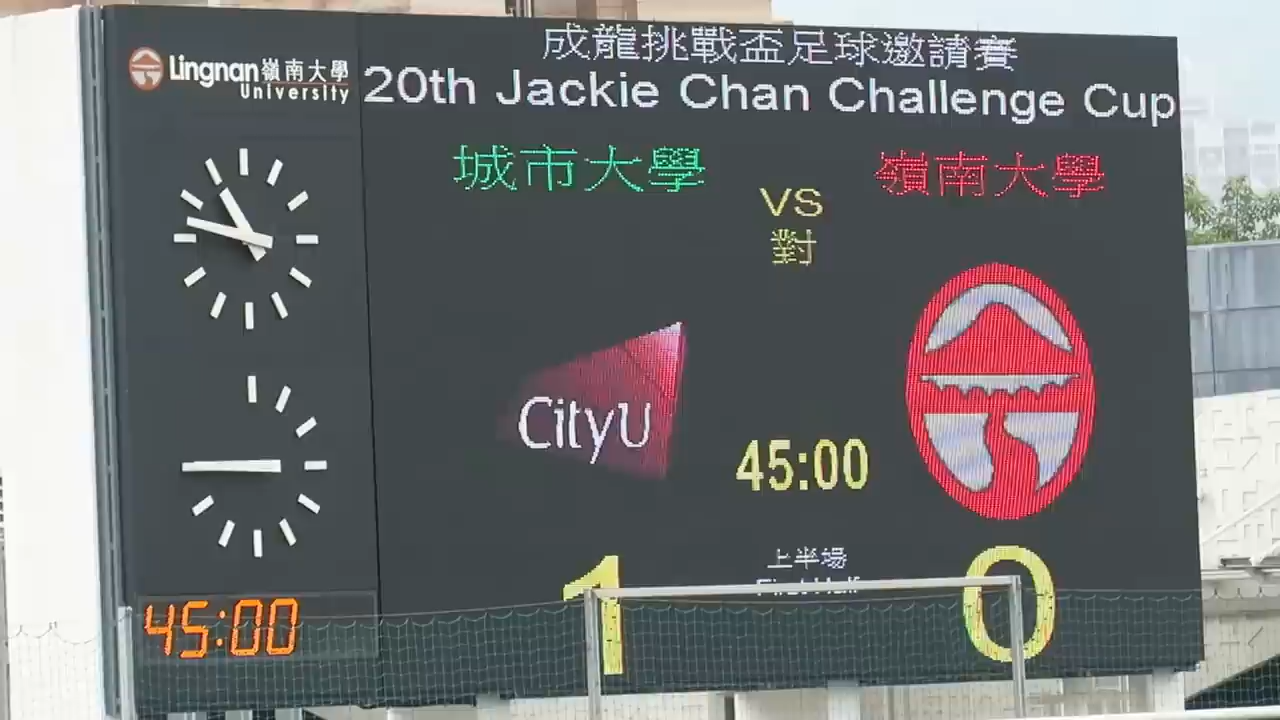 Lingnan 嶺南大學
University
成龍挑戰盃足球邀請賽
20th Jackie Chan Challenge Cup
城市大學
嶺南大學
VS
對
CityU
45:00
上半場
First Half
1
0
45:00